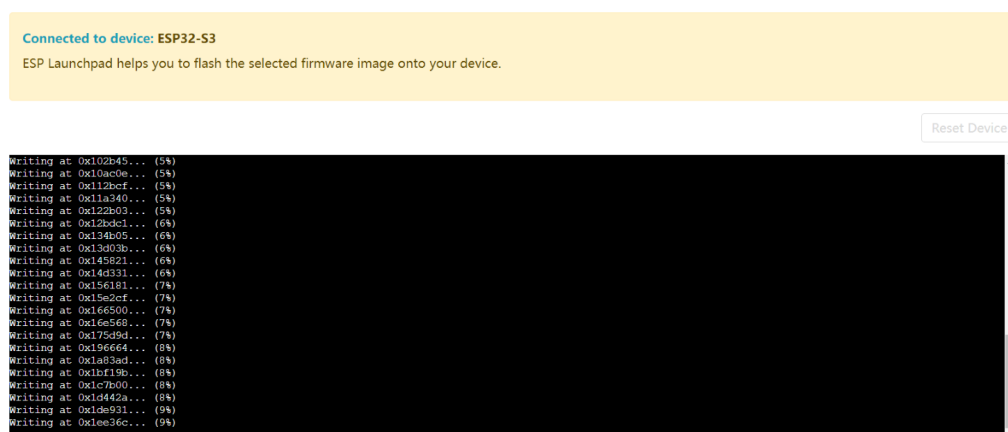 Connected to device: ESP32-S3
ESP Launchpad helps you to flash the selected firmware image onto your device.
Reset Device
Writing at 0x102b45... (5%)
Writing at 0x10ac0e... (5%)
Writing at 0x112bcf... (5%)
Writing at 0x11a340... (5%)
Writing at 0x122b03... (5%)
Writing at 0x12bdc1... (6%)
Writing at 0x134b05... (6%)
Writing at 0x13d03b... (6%)
Writing at 0x145821... (6%)
Writing at 0x14d331... (6%)
Writing at 0x156181... (7%)
Writing at 0x15e2cf... (7%)
Writing at 0x166500... (7%)
Writing at 0x16e568... (7%)
Writing at 0x175d9d... (7%)
Writing at 0x196664... (8%)
Writing at 0x1a83ad... (8%)
Writing at 0x1bf19b... (8%)
Writing at 0x1c7b00... (8%)
Writing at 0x1d442a... (8%)
Writing at 0x1de931... (9%)
Writing at 0x1ee36c... (9%)